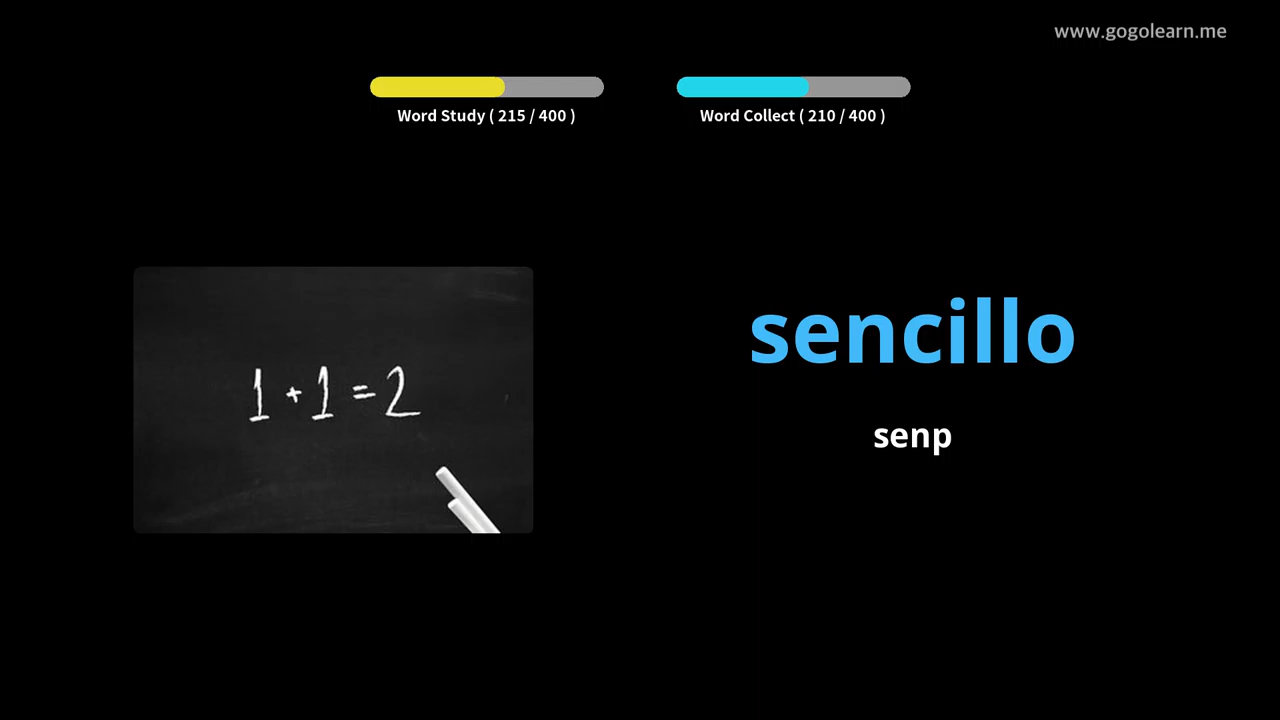 www.gogolearn.me
Word Study ( 215 / 400 )
Word Collect ( 210 / 400 )
1 + 1 = 2
sencillo
senp